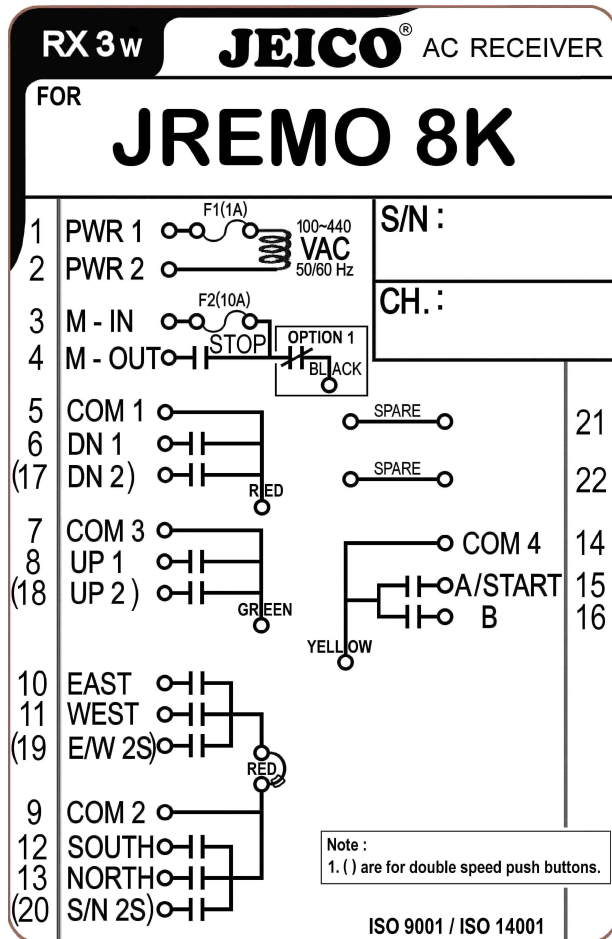 RX 3 W
JEICO® AC RECEIVER
FOR
JREMO 8K
S/N :
CH. :
1 PWR 1 F1(1A) 100~440
VAC
2 PWR 2 50/60 Hz
3 M - IN F2(10A)
STOP OPTION 1
4 M - OUT BLACK
5 COM 1
6 DN 1
(17 DN 2)
RED
SPARE 21
SPARE 22
7 COM 3
8 UP 1
(18 UP 2 )
GREEN
COM 4 14
A/START 15
B 16
YELLOW
10 EAST
11 WEST
(19 E/W 2S)
RED
9 COM 2
12 SOUTH
13 NORTH
(20 S/N 2S)
Note :
1. ( ) are for double speed push buttons.
ISO 9001 / ISO 14001